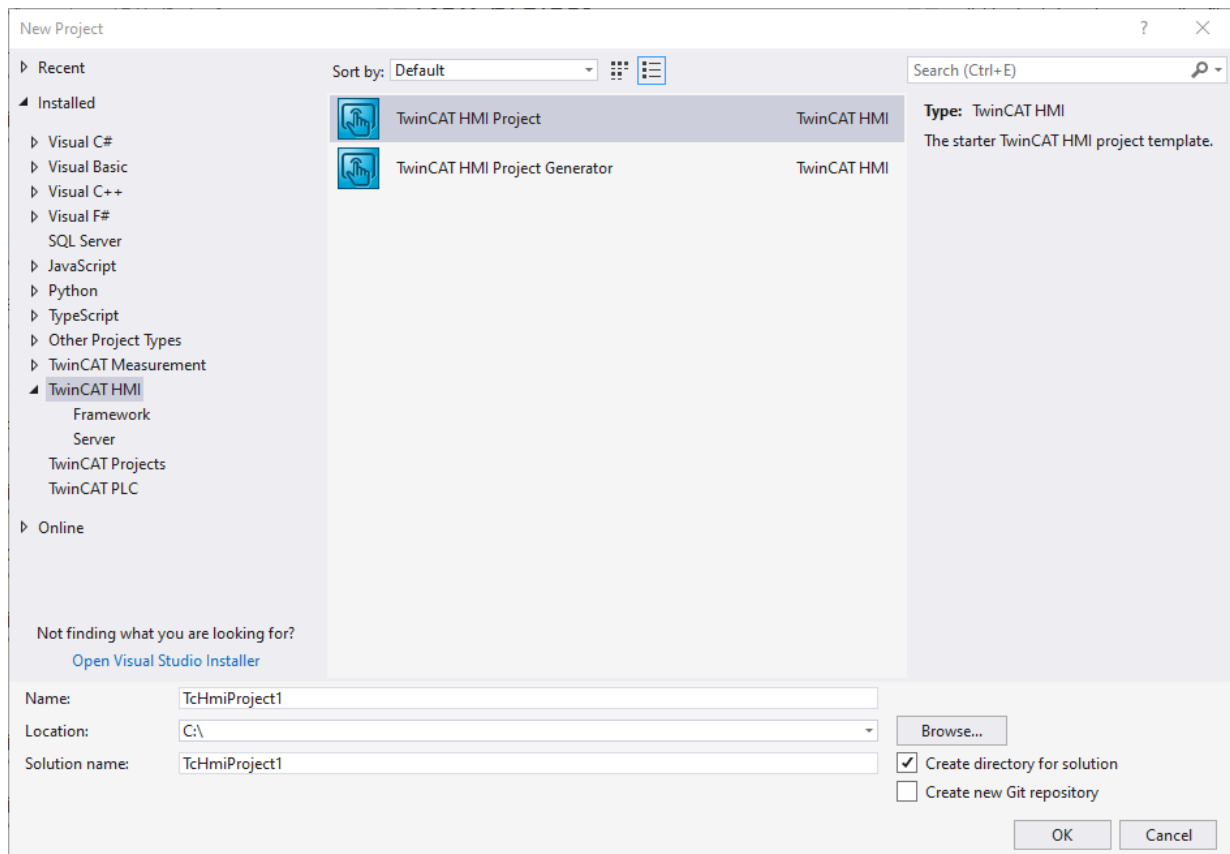 New Project
?
Recent
Installed
Visual C#
Visual Basic
Visual C++
Visual F#
SQL Server
JavaScript
Python
TypeScript
Other Project Types
TwinCAT Measurement
TwinCAT HMI
Framework
Server
TwinCAT Projects
TwinCAT PLC
Online
Not finding what you are looking for?
Open Visual Studio Installer
Sort by: Default
TwinCAT HMI Project TwinCAT HMI
TwinCAT HMI Project Generator TwinCAT HMI
Search (Ctrl+E)
Type: TwinCAT HMI
The starter TwinCAT HMI project template.
Name: TcHmiProject1
Location: C:\
Browse...
Solution name: TcHmiProject1
Create directory for solution
Create new Git repository
OK Cancel